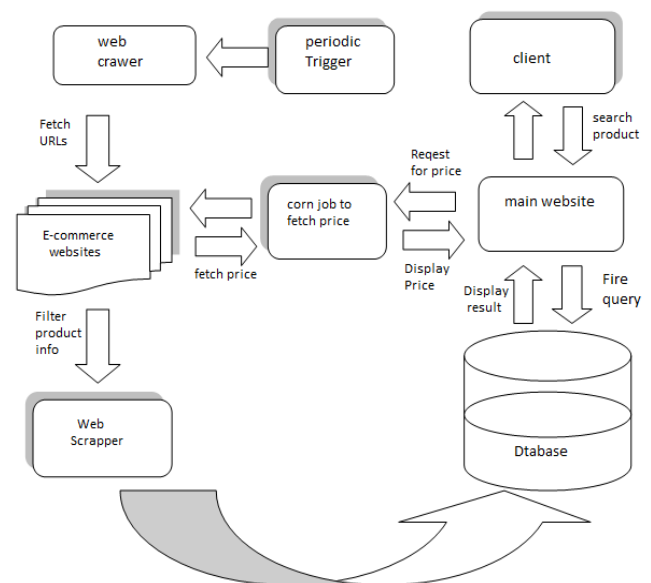 web
crawer
periodic
Trigger
client
Fetch
URLs
search
product
Reqest
for price
E-commerce
websites
corn job to
fetch price
main website
fetch price
Display
Price
Display
result
Fire
query
Filter
product
info
Web
Scrapper
Dtabase